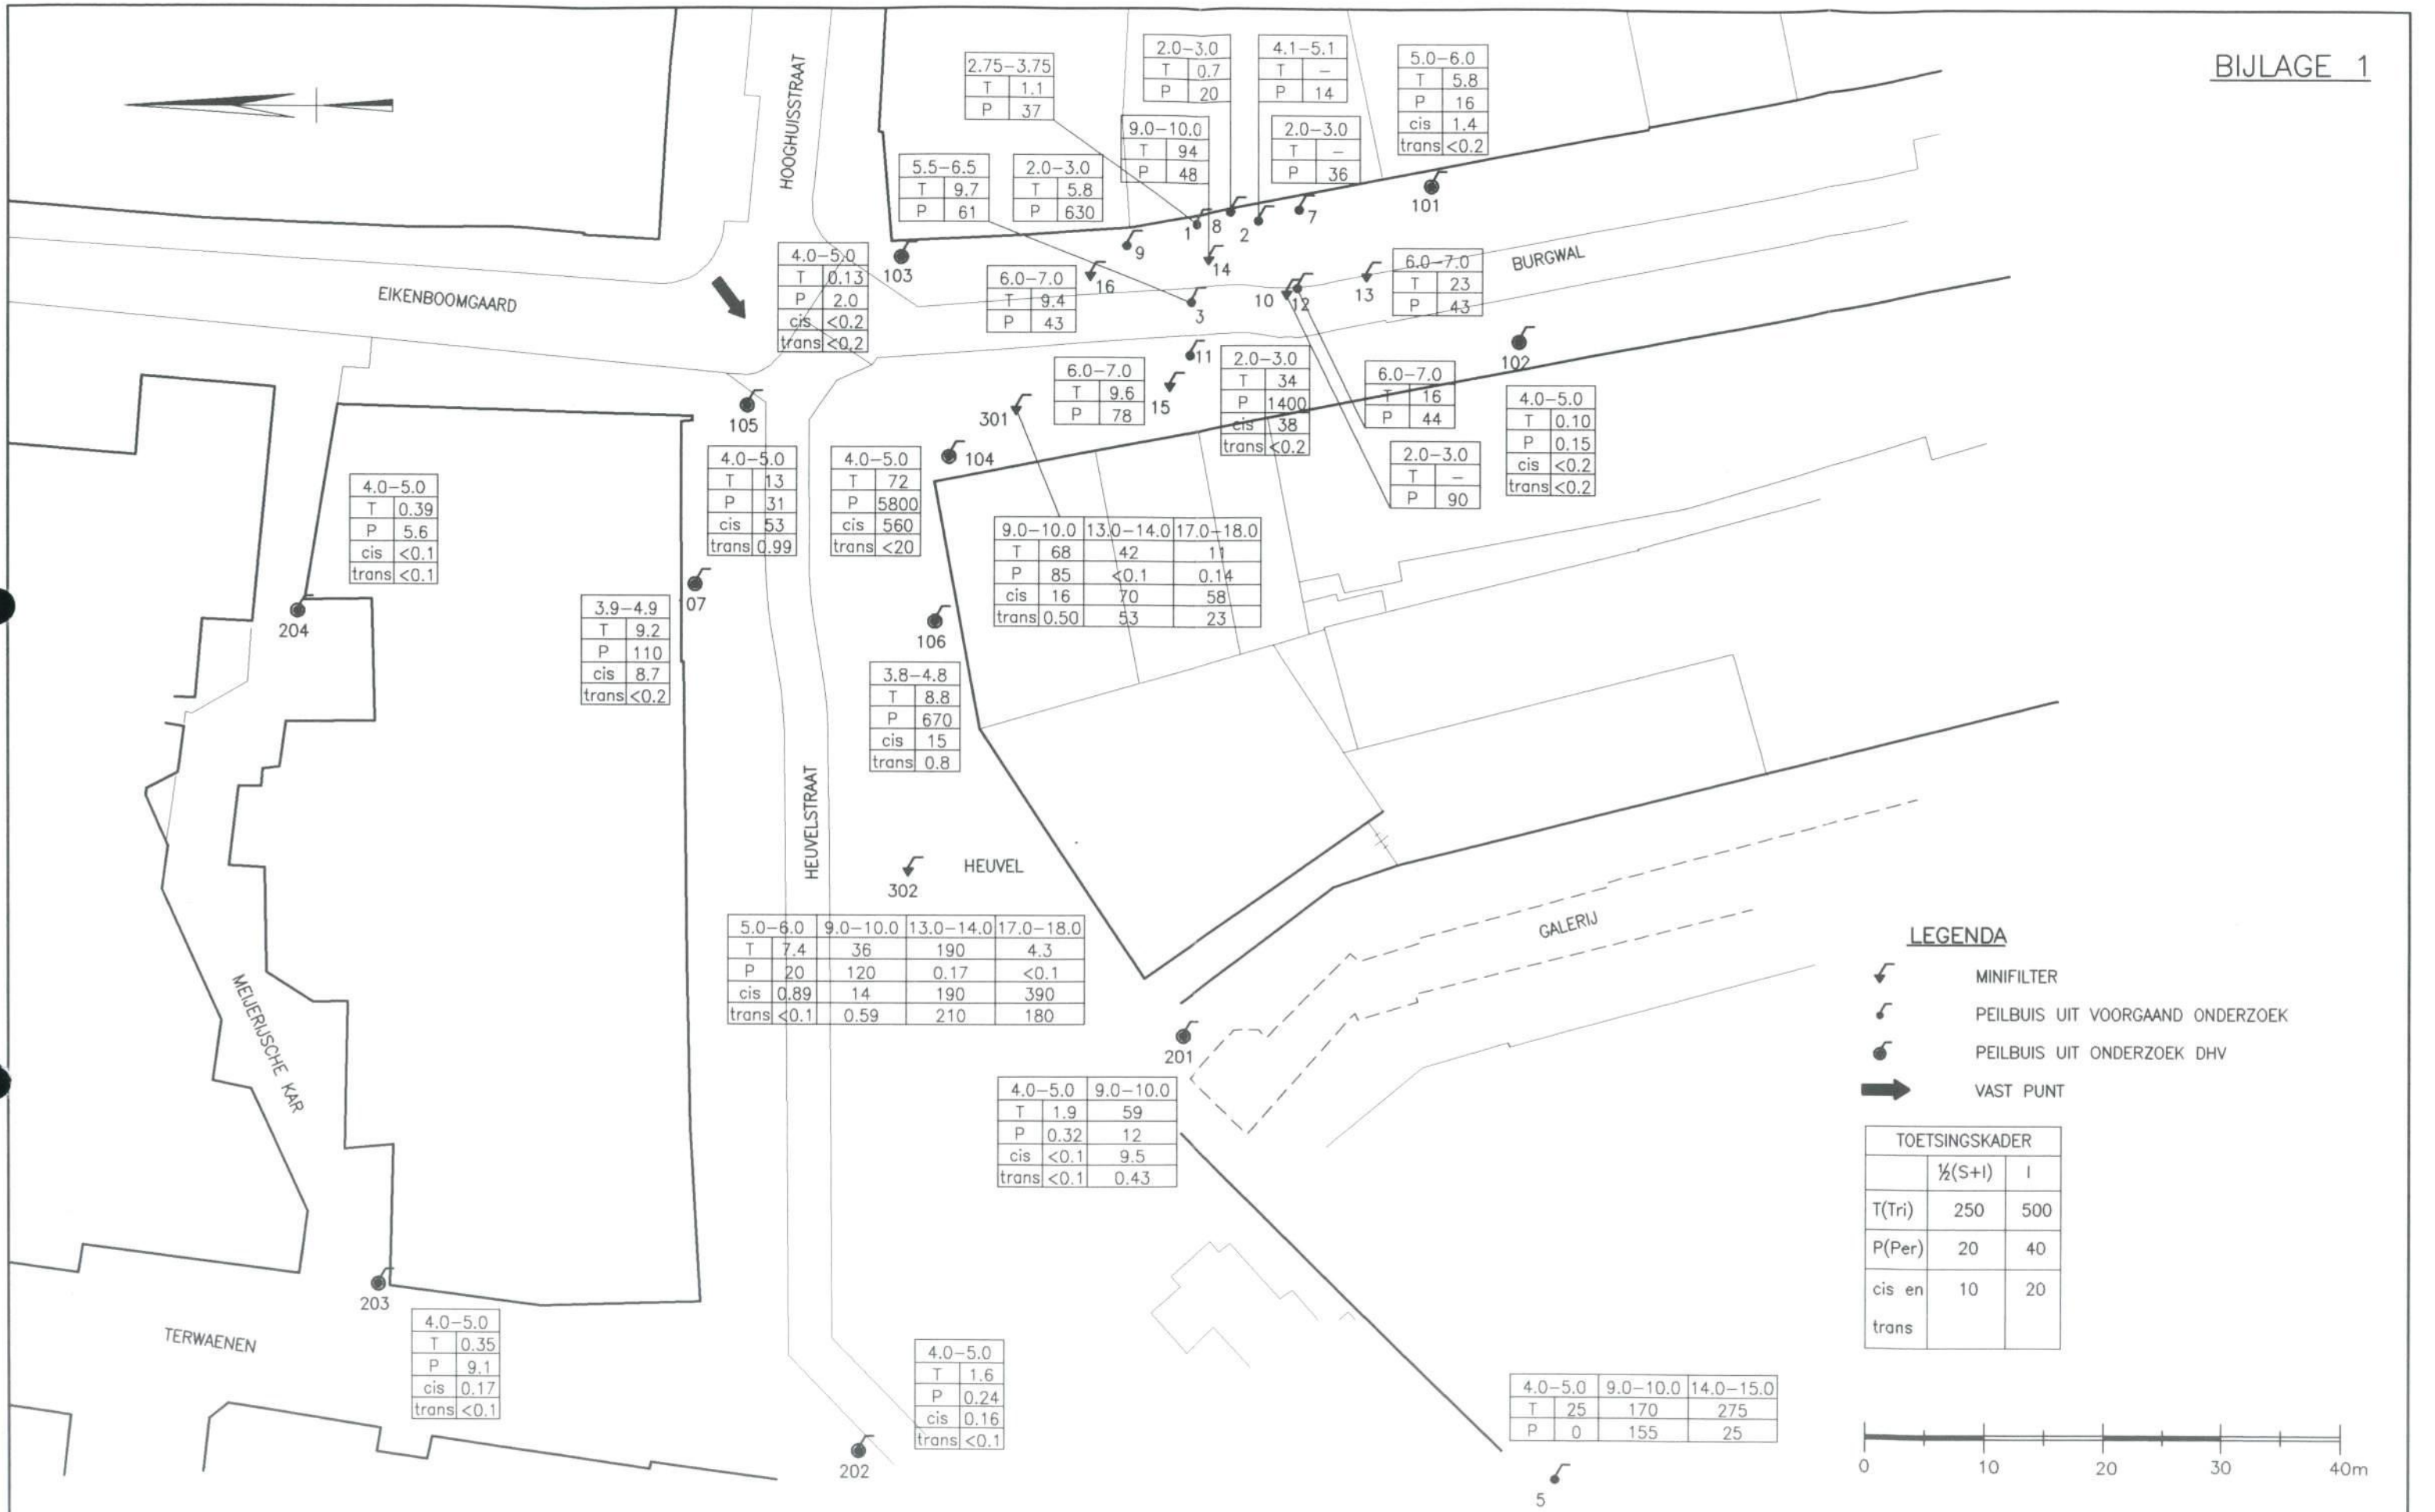 BIJLAGE 1
HOOGHUISSTRAAT
EIKENBOOMGAARD
BURGWAL
HEUVELSTRAAT
HEUVEL
GALERIJ
MEIJERIJSCHE KAR
TERWAENEN
2.75–3.75
T 1.1
P 37
2.0–3.0
T 0.7
P 20
4.1–5.1
T –
P 14
5.0–6.0
T 5.8
P 16
cis 1.4
trans <0.2
9.0–10.0
T 94
P 48
2.0–3.0
T –
P 36
5.5–6.5
T 9.7
P 61
2.0–3.0
T 5.8
P 630
101
7
2
8
1
9
14
103
16
3
10
12
13
4.0–5.0
T 0.13
P 2.0
cis <0.2
trans <0.2
6.0–7.0
T 9.4
P 43
6.0–7.0
T 23
P 43
11
15
102
301
104
105
6.0–7.0
T 9.6
P 78
2.0–3.0
T 34
P 1400
cis 38
trans <0.2
6.0–7.0
T 16
P 44
2.0–3.0
T –
P 90
4.0–5.0
T 0.10
P 0.15
cis <0.2
trans <0.2
4.0–5.0
T 0.39
P 5.6
cis <0.1
trans <0.1
204
4.0–5.0
T 13
P 31
cis 53
trans 0.99
4.0–5.0
T 72
P 5800
cis 560
trans <20
9.0–10.0 13.0–14.0 17.0–18.0
T 68 42 11
P 85 <0.1 0.14
cis 16 70 58
trans 0.50 53 23
07
3.9–4.9
T 9.2
P 110
cis 8.7
trans <0.2
106
3.8–4.8
T 8.8
P 670
cis 15
trans 0.8
302
5.0–6.0 9.0–10.0 13.0–14.0 17.0–18.0
T 7.4 36 190 4.3
P 20 120 0.17 <0.1
cis 0.89 14 190 390
trans <0.1 0.59 210 180
201
4.0–5.0 9.0–10.0
T 1.9 59
P 0.32 12
cis <0.1 9.5
trans <0.1 0.43
203
4.0–5.0
T 0.35
P 9.1
cis 0.17
trans <0.1
4.0–5.0
T 1.6
P 0.24
cis 0.16
trans <0.1
202
4.0–5.0 9.0–10.0 14.0–15.0
T 25 170 275
P 0 155 25
5
LEGENDA
MINIFILTER
PEILBUIS UIT VOORGAAND ONDERZOEK
PEILBUIS UIT ONDERZOEK DHV
VAST PUNT
TOETSINGSKADER
½(S+I) I
T(Tri) 250 500
P(Per) 20 40
cis en 10 20
trans
0 10 20 30 40m